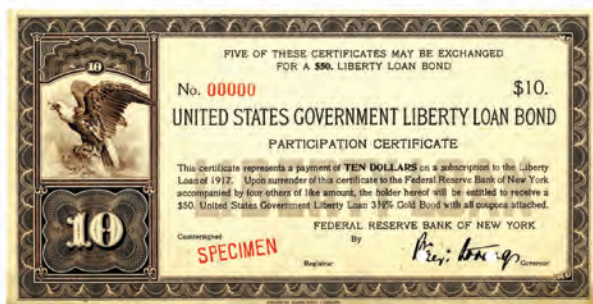 FIVE OF THESE CERTIFICATES MAY BE EXCHANGED
FOR A $50. LIBERTY LOAN BOND
10
No. 00000 $10.
UNITED STATES GOVERNMENT LIBERTY LOAN BOND
PARTICIPATION CERTIFICATE
This certificate represents a payment of TEN DOLLARS on a subscription to the Liberty
Loan of 1917. Upon surrender of this certificate to the Federal Reserve Bank of New York
accompanied by four others of like amount, the holder hereof will be entitled to receive a
$50. United States Government Liberty Loan 3½% Gold Bond with all coupons attached.
10
FEDERAL RESERVE BANK OF NEW YORK
Countersigned By
SPECIMEN
Registrar Governor